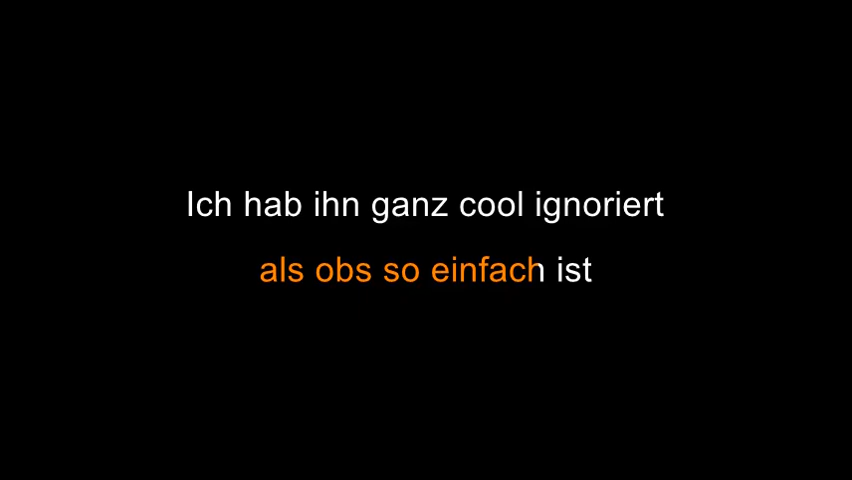 Ich hab ihn ganz cool ignoriert
als obs so einfach ist